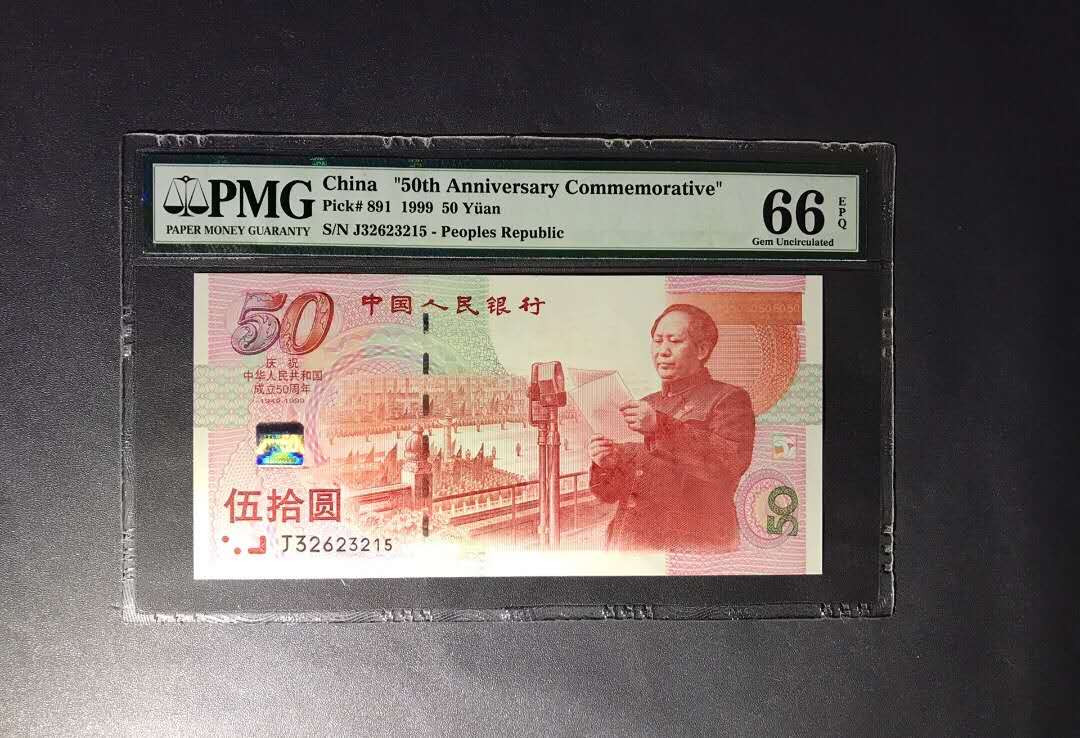 PMG
PAPER MONEY GUARANTY
China "50th Anniversary Commemorative"
Pick# 891 1999 50 Yüan
S/N J32623215 - Peoples Republic
66
EPQ
Gem Uncirculated
50
中国人民银行
庆祝
中华人民共和国
成立50周年
1949-1999
伍拾圆
J32623215
50